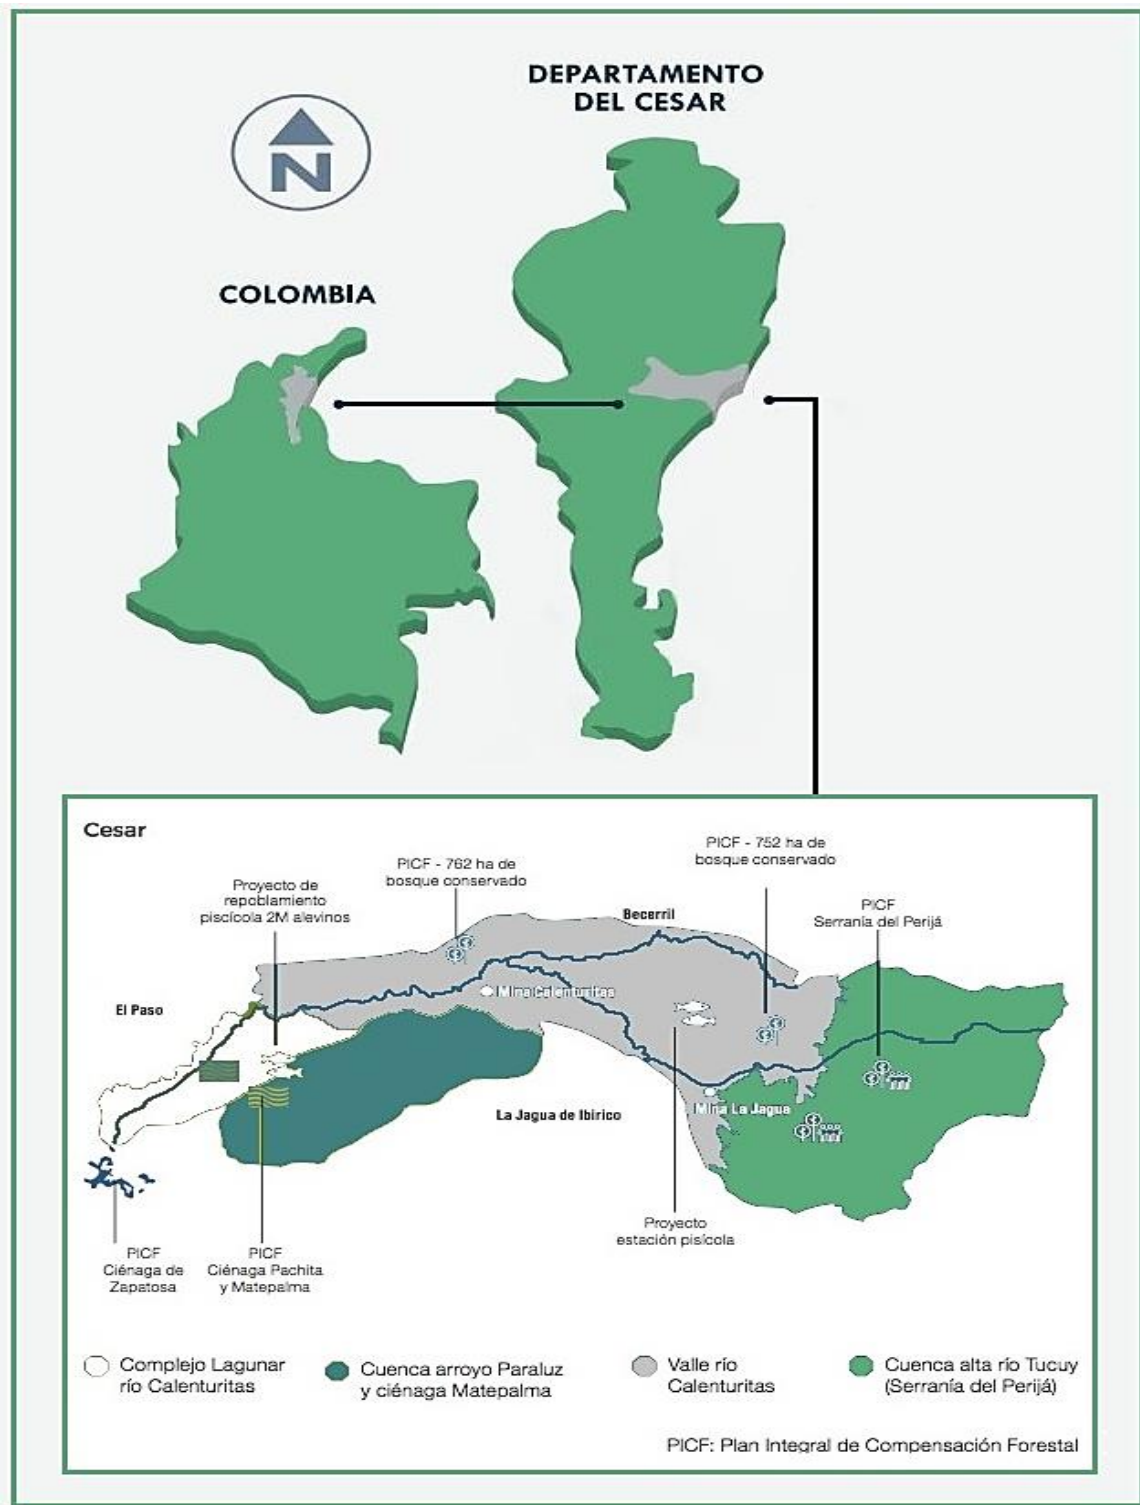 DEPARTAMENTO
DEL CESAR
N
COLOMBIA
Cesar
PICF - 752 ha de
bosque conservado
PICF - 762 ha de
bosque conservado
Proyecto de
repoblamiento
piscícola 2M alevinos
PICF
Serranía del Perijá
Becerril
Mina Calenturitas
El Paso
La Jagua de Ibirico
Mina La Jagua
Proyecto
estación pisícola
PICF
Ciénaga de
Zapatosa
PICF
Ciénaga Pachita
y Matepalma
Complejo Lagunar
río Calenturitas
Cuenca arroyo Paraluz
y ciénaga Matepalma
Valle río
Calenturitas
Cuenca alta río Tucuy
(Serranía del Perijá)
PICF: Plan Integral de Compensación Forestal